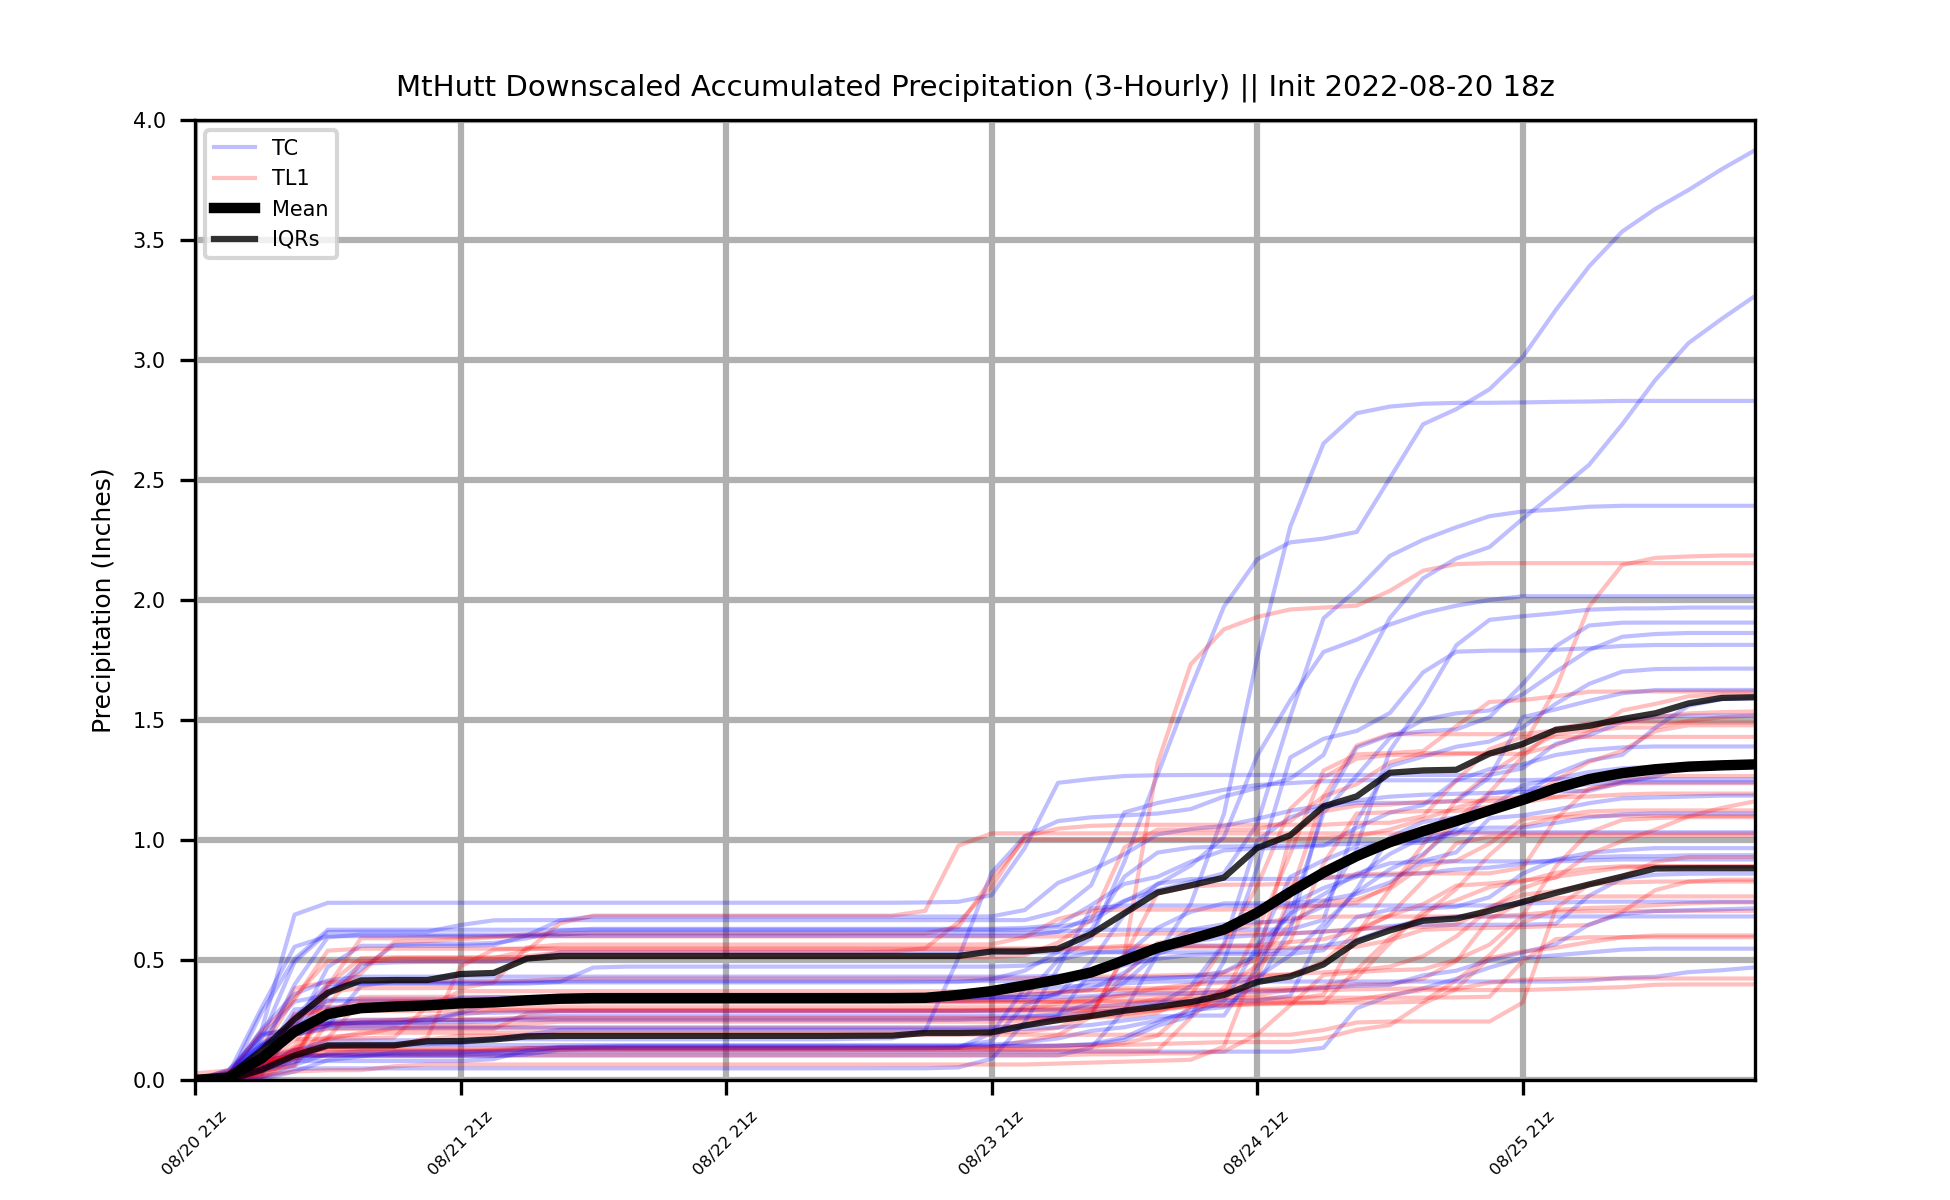 MtHutt Downscaled Accumulated Precipitation (3-Hourly) || Init 2022-08-20 18z
4.0
3.5
3.0
2.5
2.0
1.5
1.0
0.5
0.0
Precipitation (Inches)
TC
TL1
Mean
IQRs
08/20 21z
08/21 21z
08/22 21z
08/23 21z
08/24 21z
08/25 21z